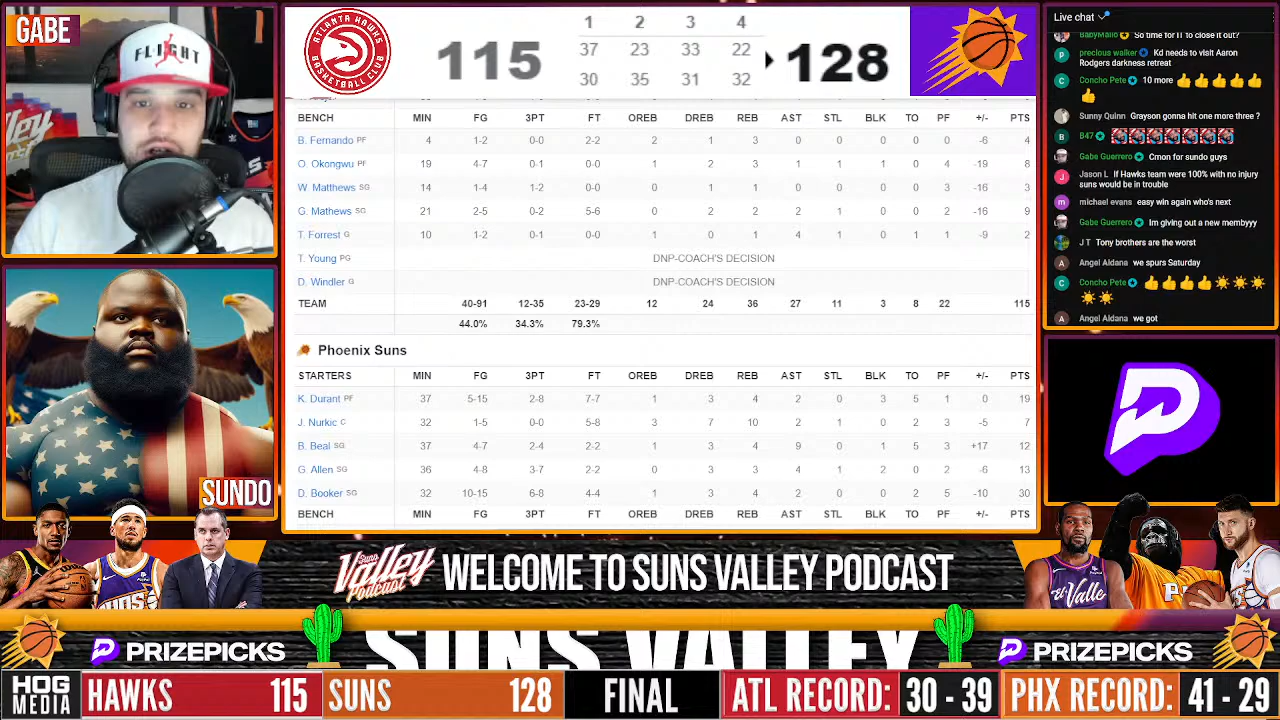 GABE
FLIGHT
ATLANTA HAWKS
BASKETBALL CLUB
115
1 2 3 4
37 23 33 22
30 35 31 32
128
BENCH MIN FG 3PT FT OREB DREB REB AST STL BLK TO PF +/- PTS
B. Fernando PF 4 1-2 0-0 2-2 2 1 3 0 0 0 0 0 -6 4
O. Okongwu PF 19 4-7 0-1 0-0 1 2 3 1 1 1 0 4 -19 8
W. Matthews SG 14 1-4 1-2 0-0 0 1 1 0 0 0 0 3 -16 3
G. Mathews SG 21 2-5 0-2 5-6 0 2 2 2 1 0 0 2 -16 9
T. Forrest G 10 1-2 0-1 0-0 1 0 1 4 1 0 1 1 -9 2
T. Young PG DNP-COACH'S DECISION
D. Windler G DNP-COACH'S DECISION
TEAM 40-91 12-35 23-29 12 24 36 27 11 3 8 22 115
44.0% 34.3% 79.3%
Phoenix Suns
STARTERS MIN FG 3PT FT OREB DREB REB AST STL BLK TO PF +/- PTS
K. Durant PF 37 5-15 2-8 7-7 1 3 4 2 0 3 5 1 0 19
J. Nurkic C 32 1-5 0-0 5-8 3 7 10 2 1 0 2 3 -5 7
B. Beal SG 37 4-7 2-4 2-2 1 3 4 9 0 1 5 3 +17 12
G. Allen SG 36 4-8 3-7 2-2 0 3 3 4 1 2 0 2 -6 13
D. Booker SG 32 10-15 6-8 4-4 1 3 4 2 0 0 2 5 -10 30
BENCH MIN FG 3PT FT OREB DREB REB AST STL BLK TO PF +/- PTS
Live chat
BabyMallo So time for IT to close it out?
precious walker Kd needs to visit Aaron
Rodgers darkness retreat
Concho Pete 10 more 👍👍👍👍👍
👍
Sunny Quinn Grayson gonna hit one more three ?
B47
Gabe Guerrero Cmon for sundo guys
Jason L If Hawks team were 100% with no injury
suns would be in trouble
michael evans easy win again who's next
Gabe Guerrero Im giving out a new membyyy
J T Tony brothers are the worst
Angel Aldana we spurs Saturday
Concho Pete 👍👍👍👍☀️☀️☀️
☀️☀️
Angel Aldana we got
SUNDO
Suns
Valley
Podcast
WELCOME TO SUNS VALLEY PODCAST
PRIZEPICKS
SUNS VALLEY
PRIZEPICKS
HOG
MEDIA
HAWKS 115 SUNS 128 FINAL ATL RECORD: 30 - 39 PHX RECORD: 41 - 29